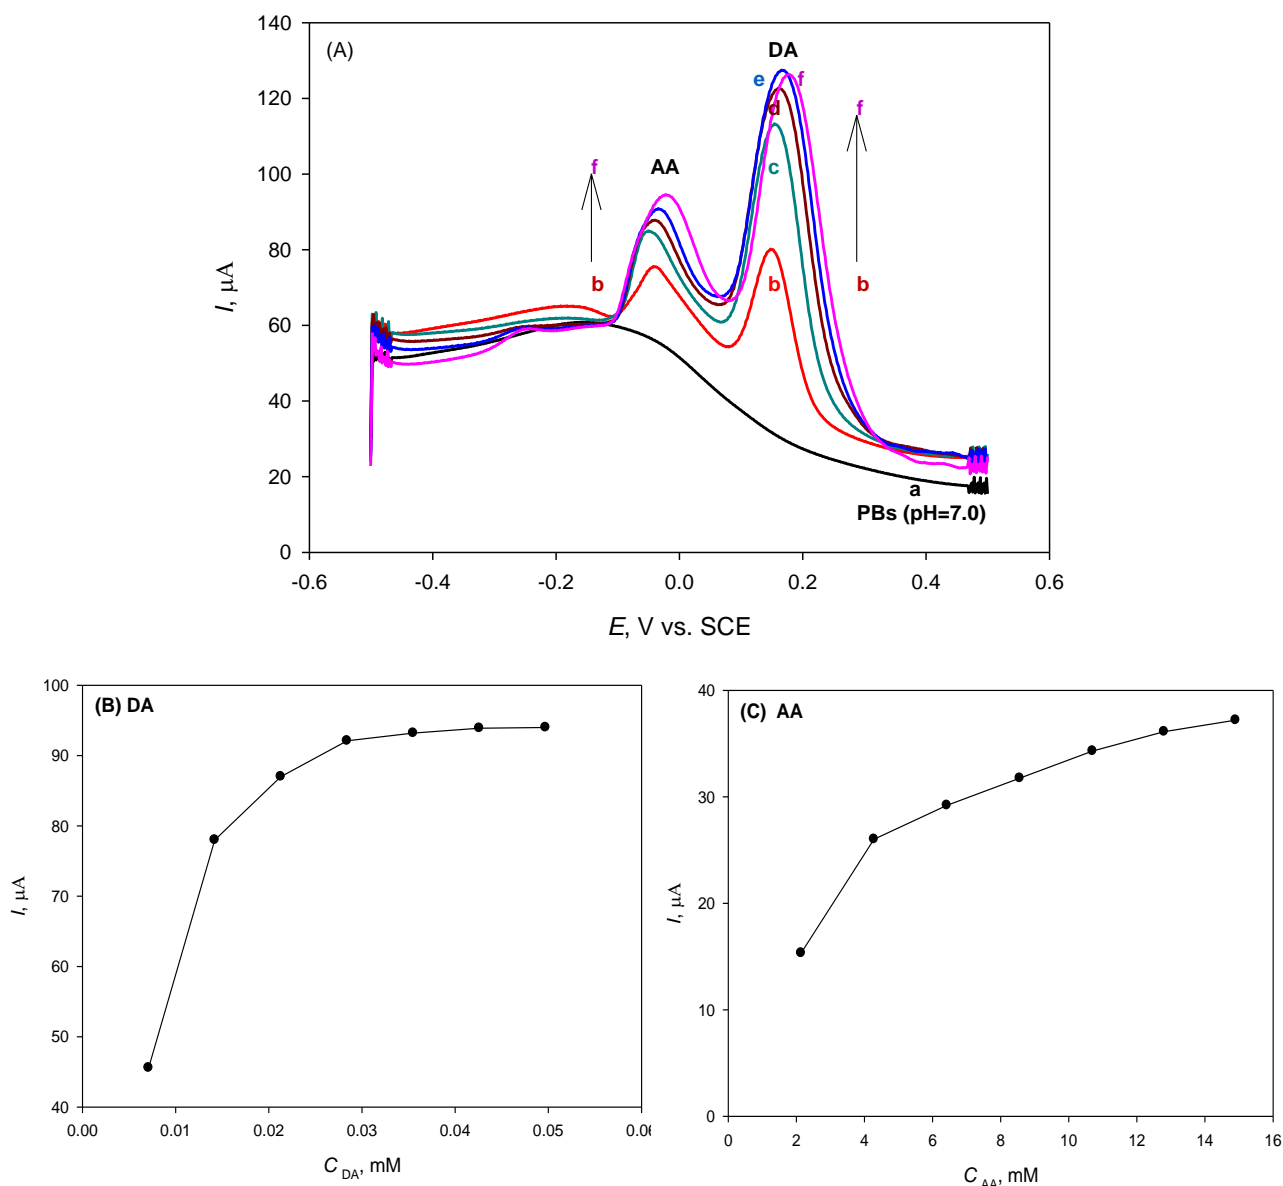 (A)
140
120
100
80
60
40
20
0
I, μA
AA
DA
e
f
d
c
b
f
b
f
b
a
PBs (pH=7.0)
-0.6 -0.4 -0.2 0.0 0.2 0.4 0.6
E, V vs. SCE
(B) DA
100
90
80
70
60
50
40
I, μA
0.00 0.01 0.02 0.03 0.04 0.05 0.06
C DA, mM
(C) AA
40
30
20
10
0
I, μA
0 2 4 6 8 10 12 14 16
C AA, mM